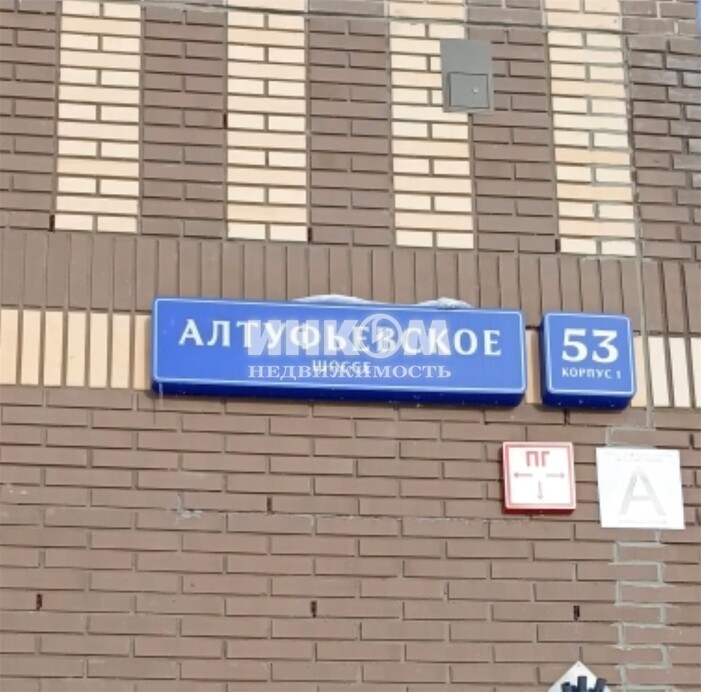 АЛТУФЬЕВСКОЕ
ШОССЕ
53
КОРПУС 1
ИНКОМ
НЕДВИЖИМОСТЬ
ПГ
А